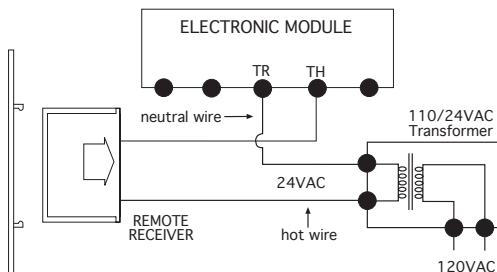 ELECTRONIC MODULE
TR TH
neutral wire
110/24VAC
Transformer
24VAC
REMOTE
RECEIVER
hot wire
120VAC